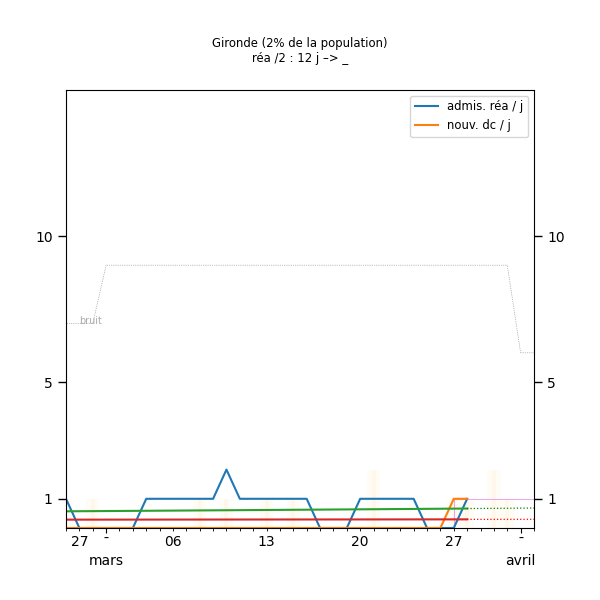 Gironde (2% de la population)
réa /2 : 12 j –> _
admis. réa / j
nouv. dc / j
10 10
bruit
5 5
1 1
27 - 06 13 20 27 -
mars avril